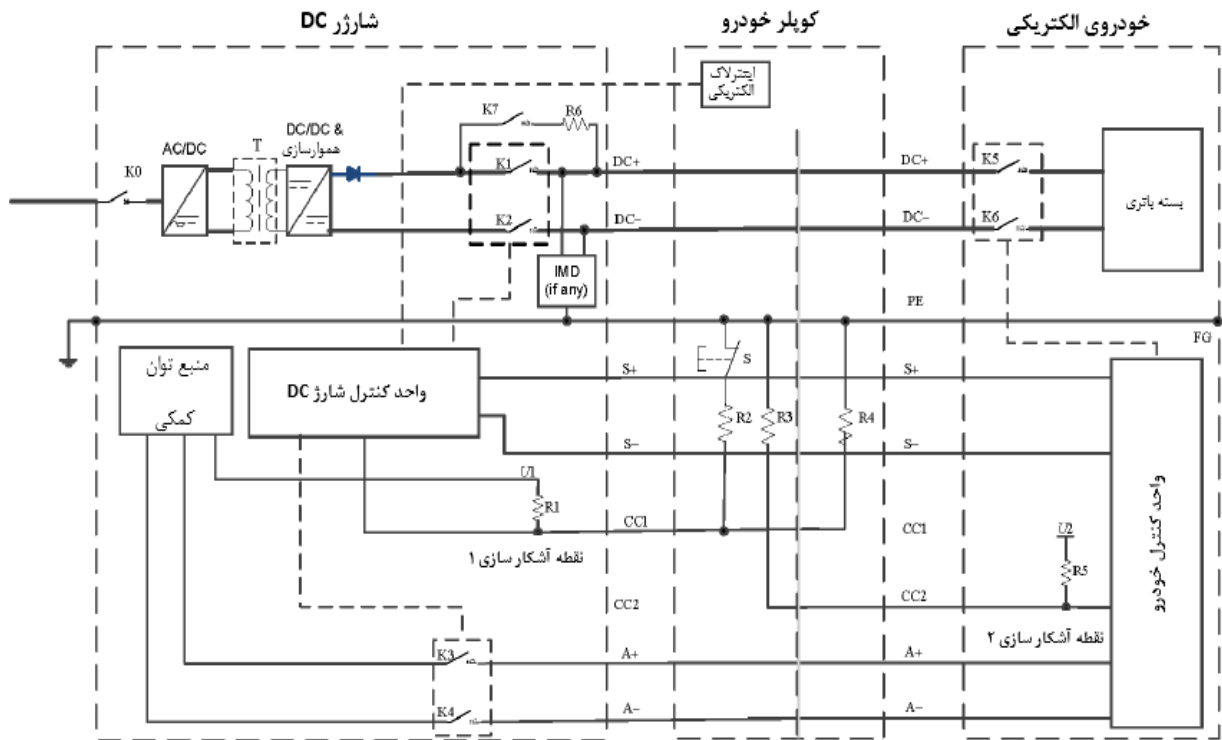 شارژر DC
کوپلر خودرو
خودروی الکتریکی
اینترلاک
الکتریکی
K7
R6
K0
AC/DC
T
DC/DC &
هموارسازی
K1
DC+
DC+
K5
K2
DC–
DC–
K6
بسته باتری
IMD
(if any)
PE
FG
منبع توان
کمکی
واحد کنترل شارژ DC
S+
S
S+
R2
R3
R4
S–
S–
U1
R1
CC1
CC1
نقطه آشکار سازی ۱
U2
R5
CC2
CC2
نقطه آشکار سازی ۲
واحد کنترل خودرو
K3
A+
A+
K4
A–
A–